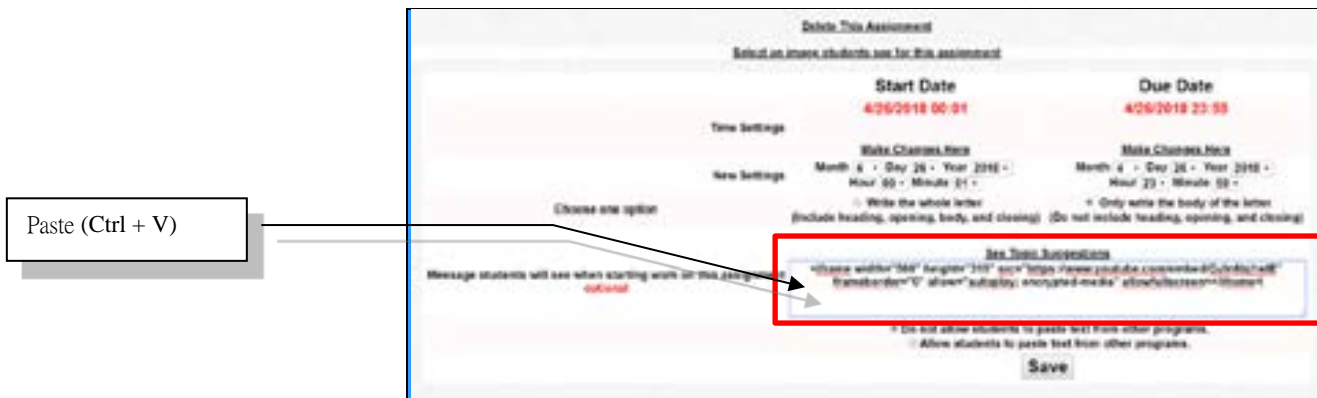 Delete This Assignment
Select an image students see for this assignment
Start Date Due Date
4/26/2018 00:01 4/26/2018 23:59
Time Settings
Make Changes Here Make Changes Here
New Settings Month 4 Day 26 Year 2018 Month 4 Day 26 Year 2018
Hour 00 Minute 01 Hour 23 Minute 59
Choose one option Write the whole letter Only write the body of the letter
(Include heading, opening, body, and closing) (Do not include heading, opening, and closing)
Paste (Ctrl + V)
See Topic Suggestions
Message students will see when starting work on this assignment
optional
<iframe width="560" height="315" src="https://www.youtube.com/embed/
frameborder="0" allow="autoplay; encrypted-media" allowfullscreen></iframe>
Do not allow students to paste text from other programs.
Allow students to paste text from other programs.
Save